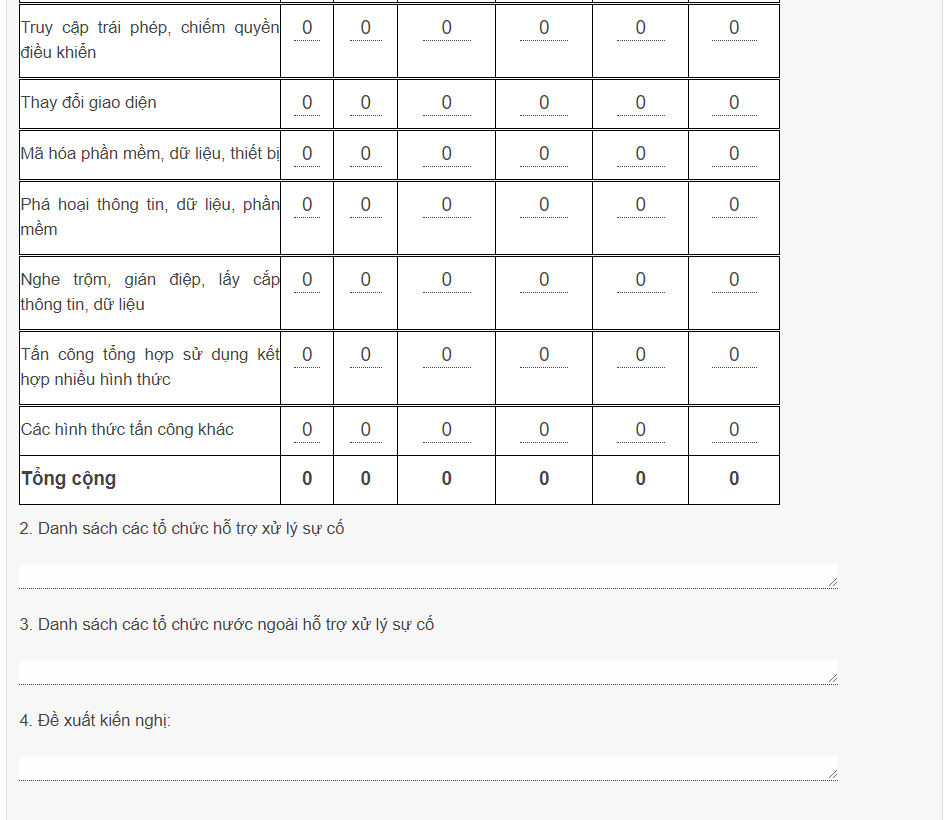 Truy cập trái phép, chiếm quyền 0 0 0 0 0 0
điều khiển
Thay đổi giao diện 0 0 0 0 0 0
Mã hóa phần mềm, dữ liệu, thiết bị 0 0 0 0 0 0
Phá hoại thông tin, dữ liệu, phần 0 0 0 0 0 0
mềm
Nghe trộm, gián điệp, lấy cắp 0 0 0 0 0 0
thông tin, dữ liệu
Tấn công tổng hợp sử dụng kết 0 0 0 0 0 0
hợp nhiều hình thức
Các hình thức tấn công khác 0 0 0 0 0 0
Tổng cộng 0 0 0 0 0 0
2. Danh sách các tổ chức hỗ trợ xử lý sự cố
3. Danh sách các tổ chức nước ngoài hỗ trợ xử lý sự cố
4. Đề xuất kiến nghị: